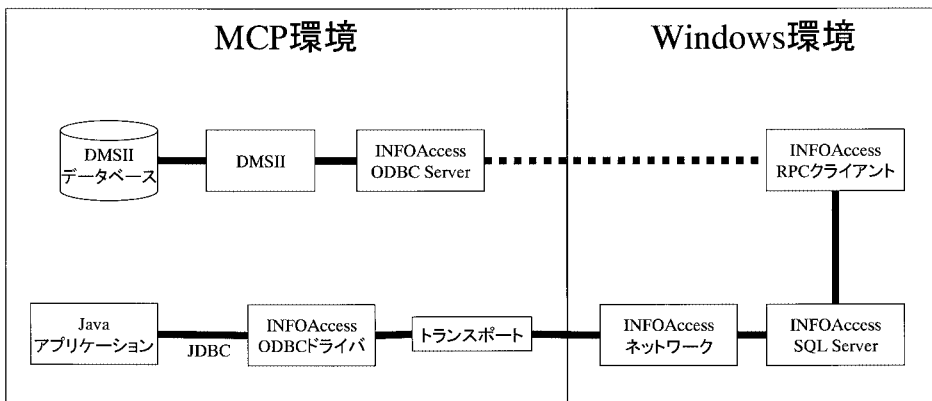 MCP環境
Windows環境
DMSII
データベース
DMSII
INFOAccess
ODBC Server
INFOAccess
RPCクライアント
Java
アプリケーション
JDBC
INFOAccess
ODBCドライバ
トランスポート
INFOAccess
ネットワーク
INFOAccess
SQL Server